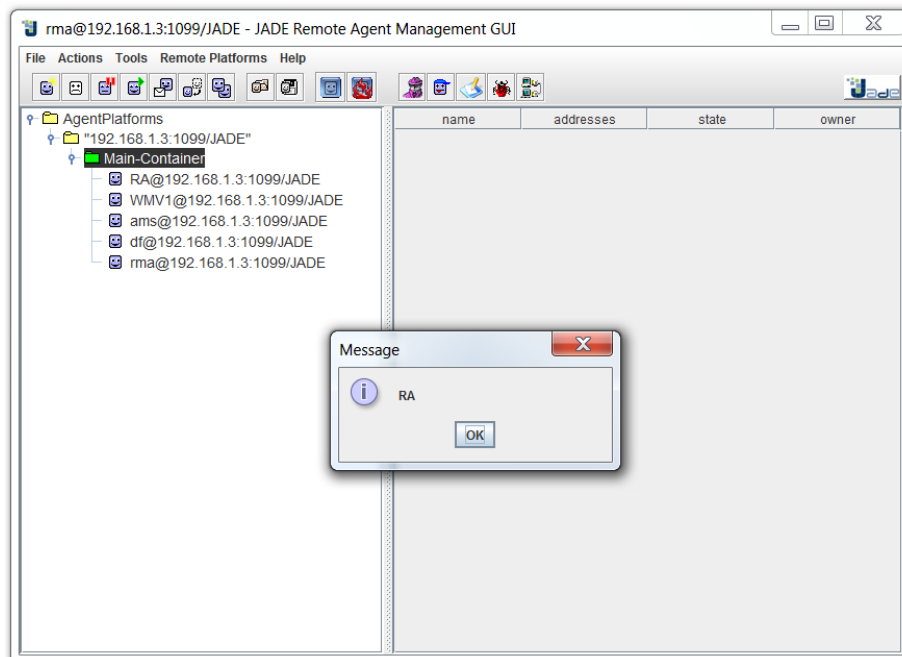 rma@192.168.1.3:1099/JADE - JADE Remote Agent Management GUI
File Actions Tools Remote Platforms Help
Jade
AgentPlatforms
"192.168.1.3:1099/JADE"
Main-Container
RA@192.168.1.3:1099/JADE
WMV1@192.168.1.3:1099/JADE
ams@192.168.1.3:1099/JADE
df@192.168.1.3:1099/JADE
rma@192.168.1.3:1099/JADE
name addresses state owner
Message
RA
OK